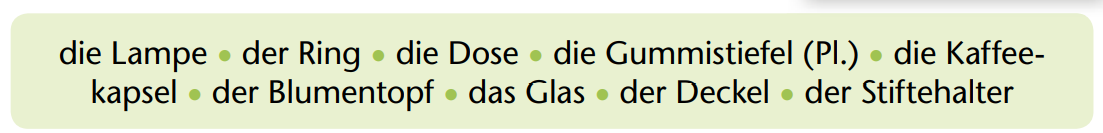 die Lampe • der Ring • die Dose • die Gummistiefel (Pl.) • die Kaffee-
kapsel • der Blumentopf • das Glas • der Deckel • der Stiftehalter